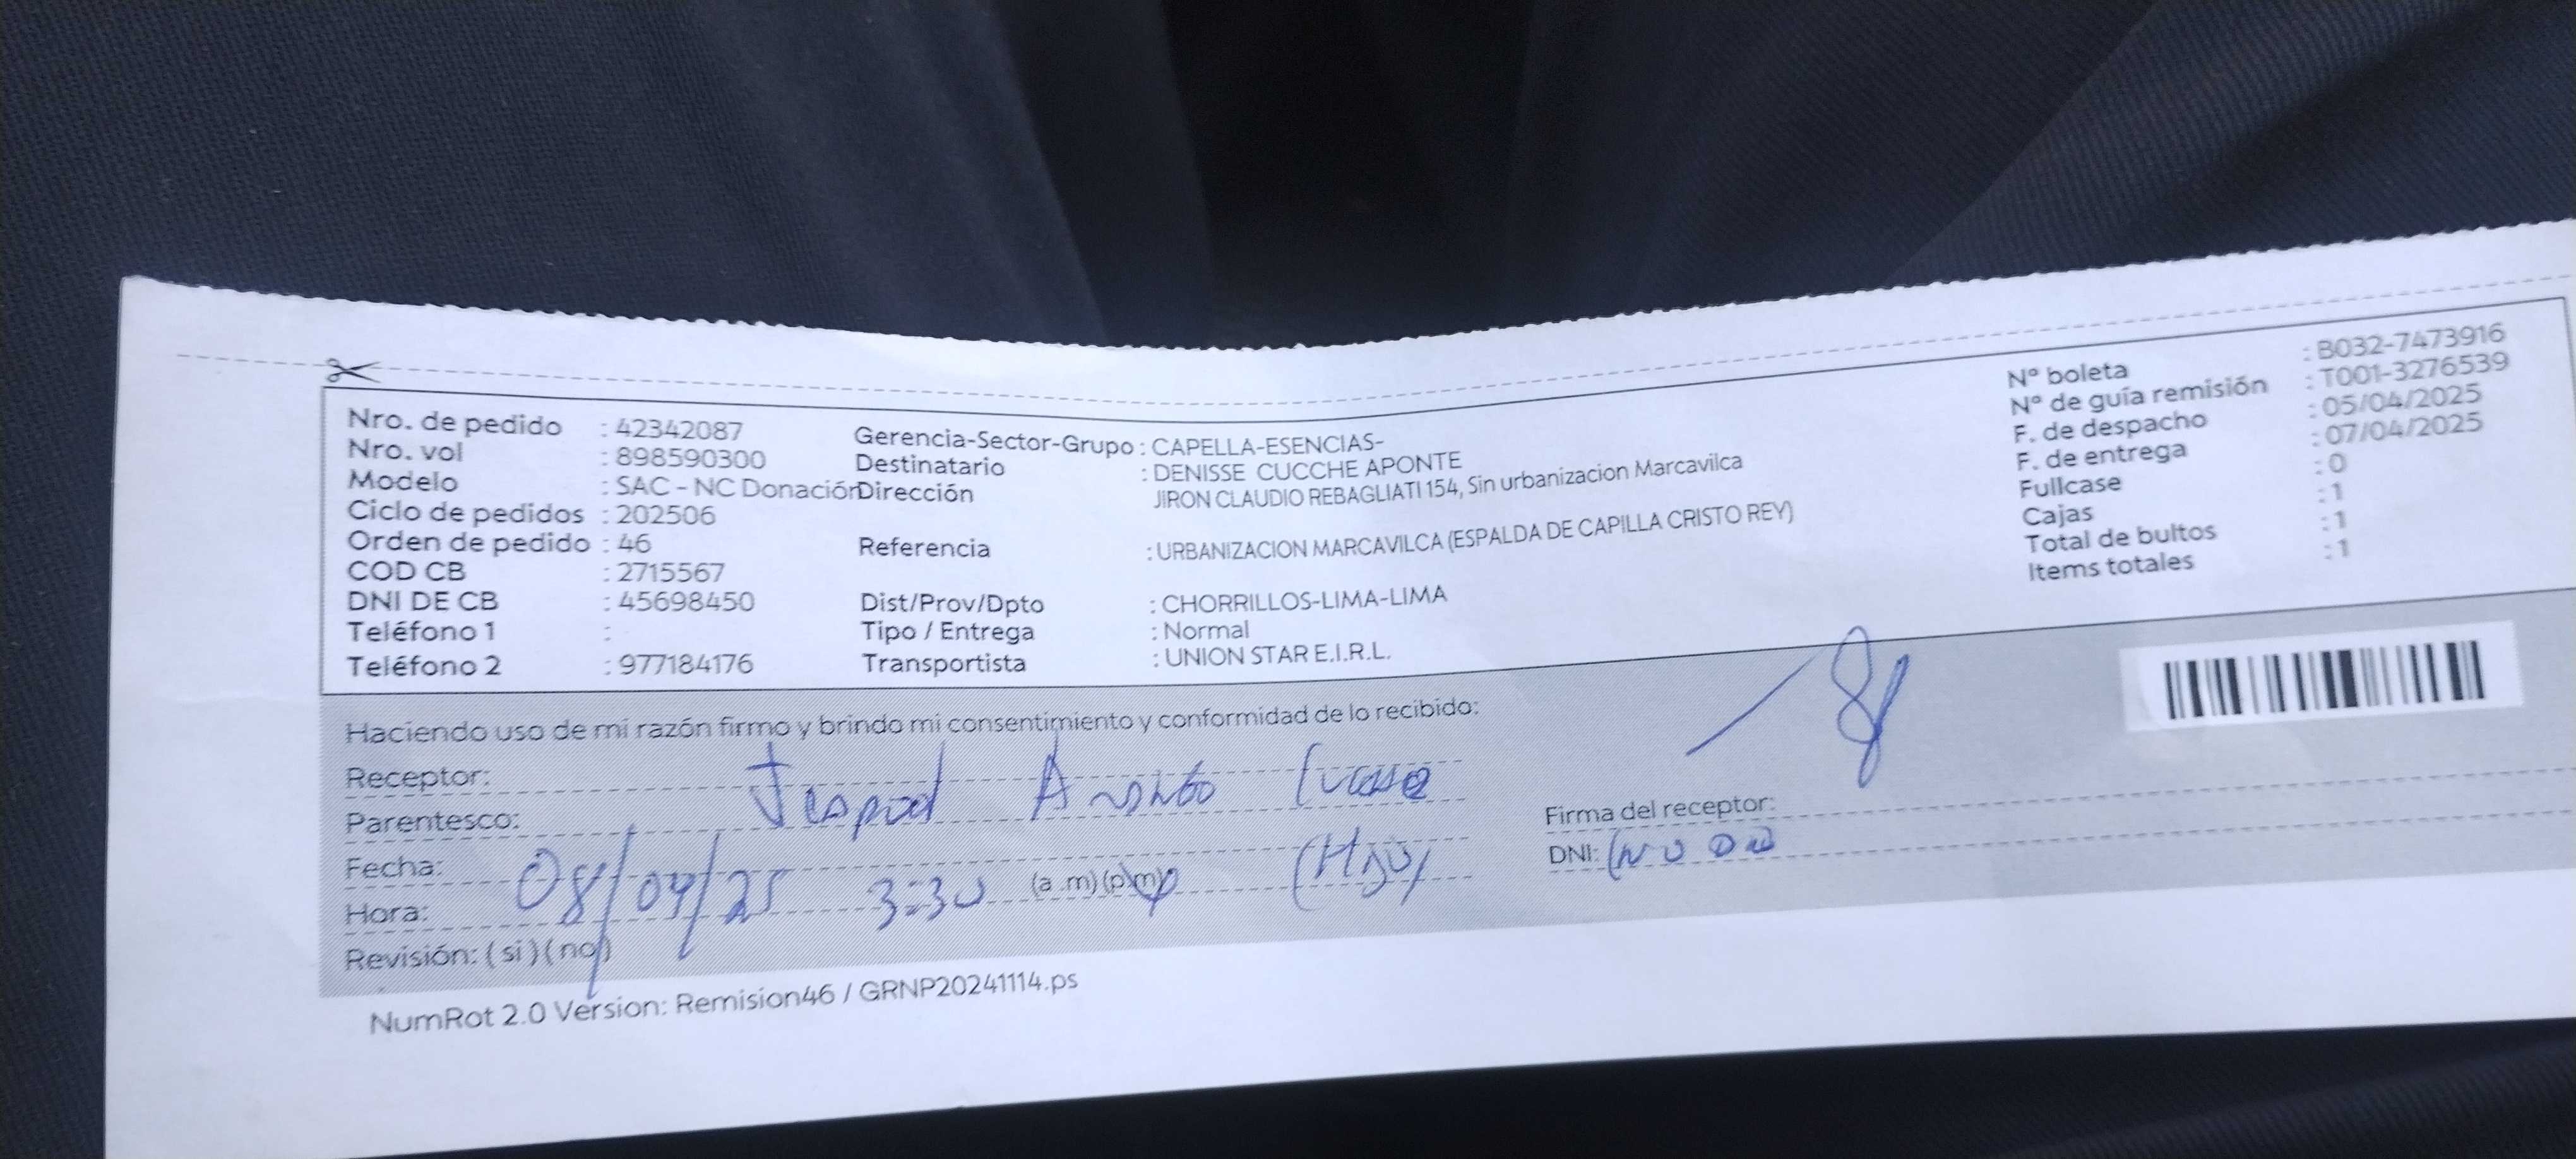 Nro. de pedido : 42342087
Nro. vol : 898590300
Modelo : SAC - NC Donación
Ciclo de pedidos : 202506
Orden de pedido : 46
COD CB : 2715567
DNI DE CB : 45698450
Teléfono 1 :
Teléfono 2 : 977184176
Gerencia-Sector-Grupo : CAPELLA-ESENCIAS-
Destinatario : DENISSE CUCCHE APONTE
Dirección JIRON CLAUDIO REBAGLIATI 154, Sin urbanizacion Marcavilca
Referencia : URBANIZACION MARCAVILCA (ESPALDA DE CAPILLA CRISTO REY)
Dist/Prov/Dpto : CHORRILLOS-LIMA-LIMA
Tipo / Entrega : Normal
Transportista : UNION STAR E.I.R.L.
N° boleta : B032-7473916
N° de guía remisión : T001-3276539
F. de despacho : 05/04/2025
F. de entrega : 07/04/2025
Fullcase : 0
Cajas : 1
Total de bultos : 1
Items totales : 1
Haciendo uso de mi razón firmo y brindo mi consentimiento y conformidad de lo recibido:
Receptor:
Parentesco:
Fecha: 08/04/25
Hora: 3:30 (a.m) (p.m) (HIJO)
Revisión: ( si ) ( no )
Firma del receptor:
DNI:
NumRot 2.0 Version: Remision46 / GRNP20241114.ps